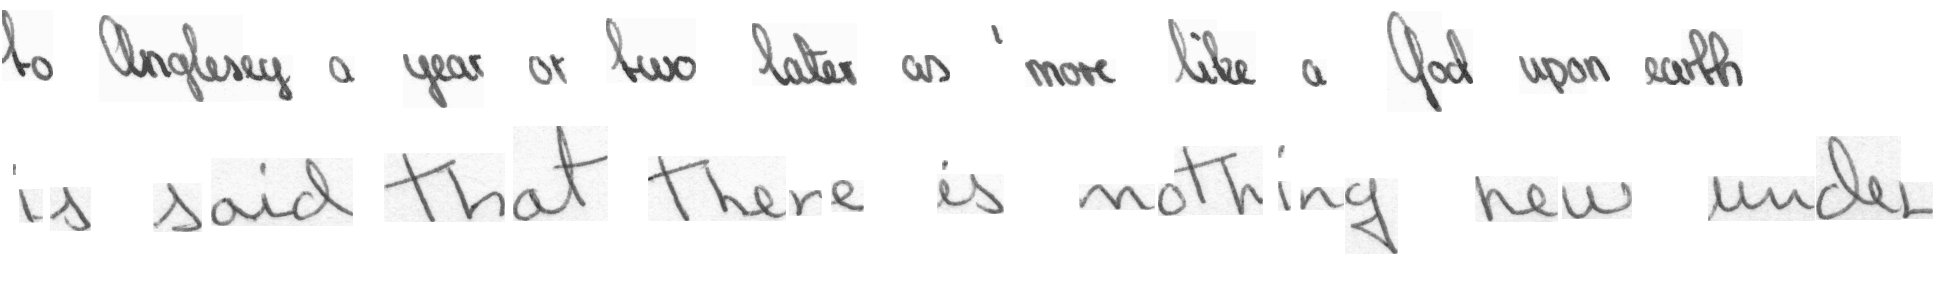 to Anglesey a year or two later as 'more like a God upon earth
is said that there is nothing new under